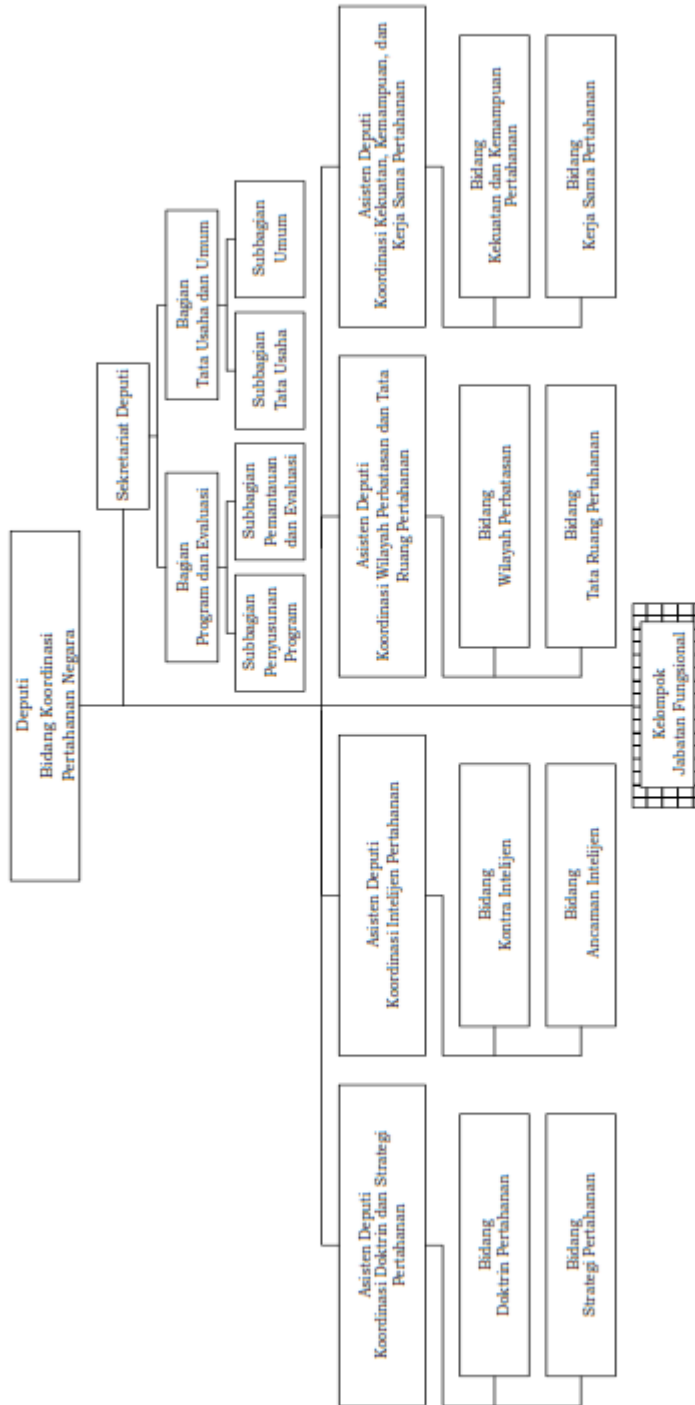 Deputi
Bidang Koordinasi
Pertahanan Negara
Sekretariat Deputi
Bagian
Program dan Evaluasi
Bagian
Tata Usaha dan Umum
Subbagian
Penyusunan
Program
Subbagian
Pemantauan
dan Evaluasi
Subbagian
Tata Usaha
Subbagian
Umum
Asisten Deputi
Koordinasi Doktrin dan Strategi
Pertahanan
Asisten Deputi
Koordinasi Intelijen Pertahanan
Asisten Deputi
Koordinasi Wilayah Perbatasan dan Tata
Ruang Pertahanan
Asisten Deputi
Koordinasi Kekuatan, Kemampuan, dan
Kerja Sama Pertahanan
Bidang
Doktrin Pertahanan
Bidang
Kontra Intelijen
Bidang
Wilayah Perbatasan
Bidang
Kekuatan dan Kemampuan
Pertahanan
Bidang
Strategi Pertahanan
Bidang
Ancaman Intelijen
Bidang
Tata Ruang Pertahanan
Bidang
Kerja Sama Pertahanan
Kelompok
Jabatan Fungsional